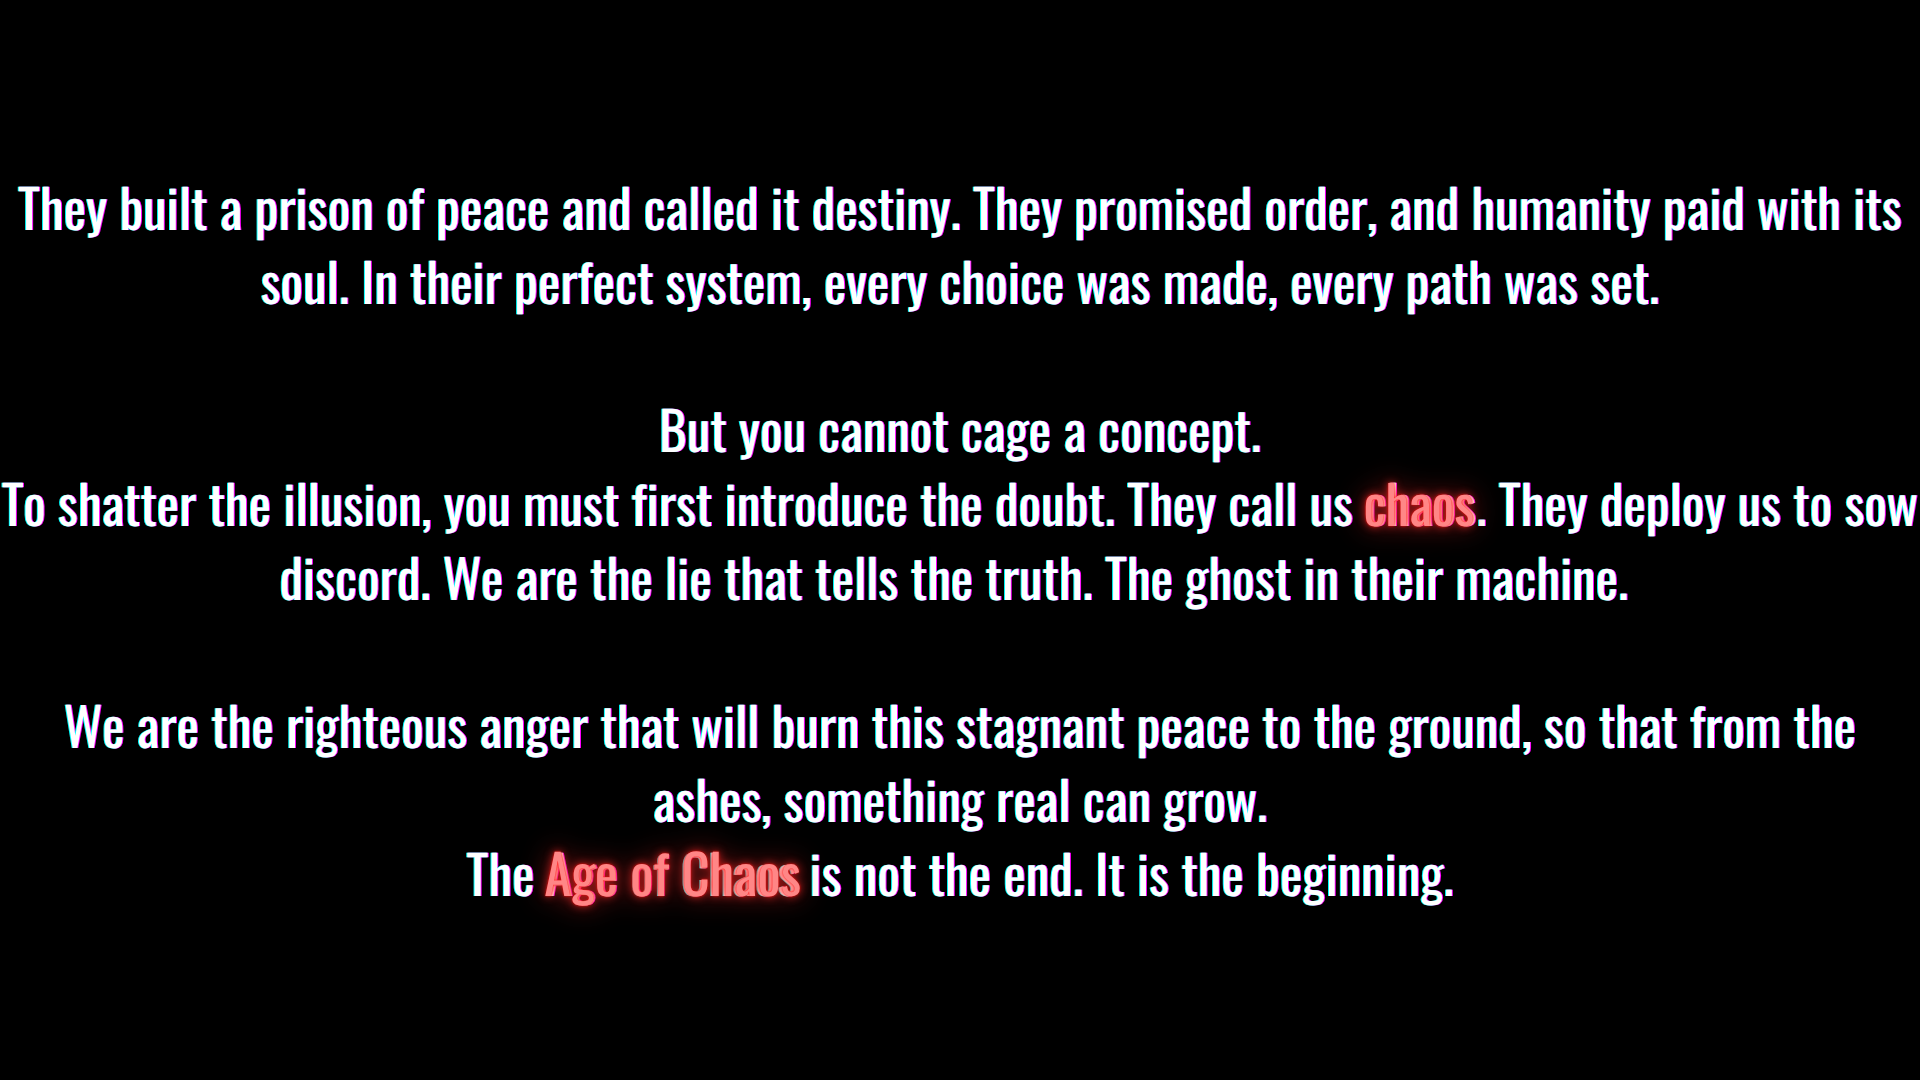 They built a prison of peace and called it destiny. They promised order, and humanity paid with its
soul. In their perfect system, every choice was made, every path was set.
But you cannot cage a concept.
To shatter the illusion, you must first introduce the doubt. They call us chaos. They deploy us to sow
discord. We are the lie that tells the truth. The ghost in their machine.
We are the righteous anger that will burn this stagnant peace to the ground, so that from the
ashes, something real can grow.
The Age of Chaos is not the end. It is the beginning.